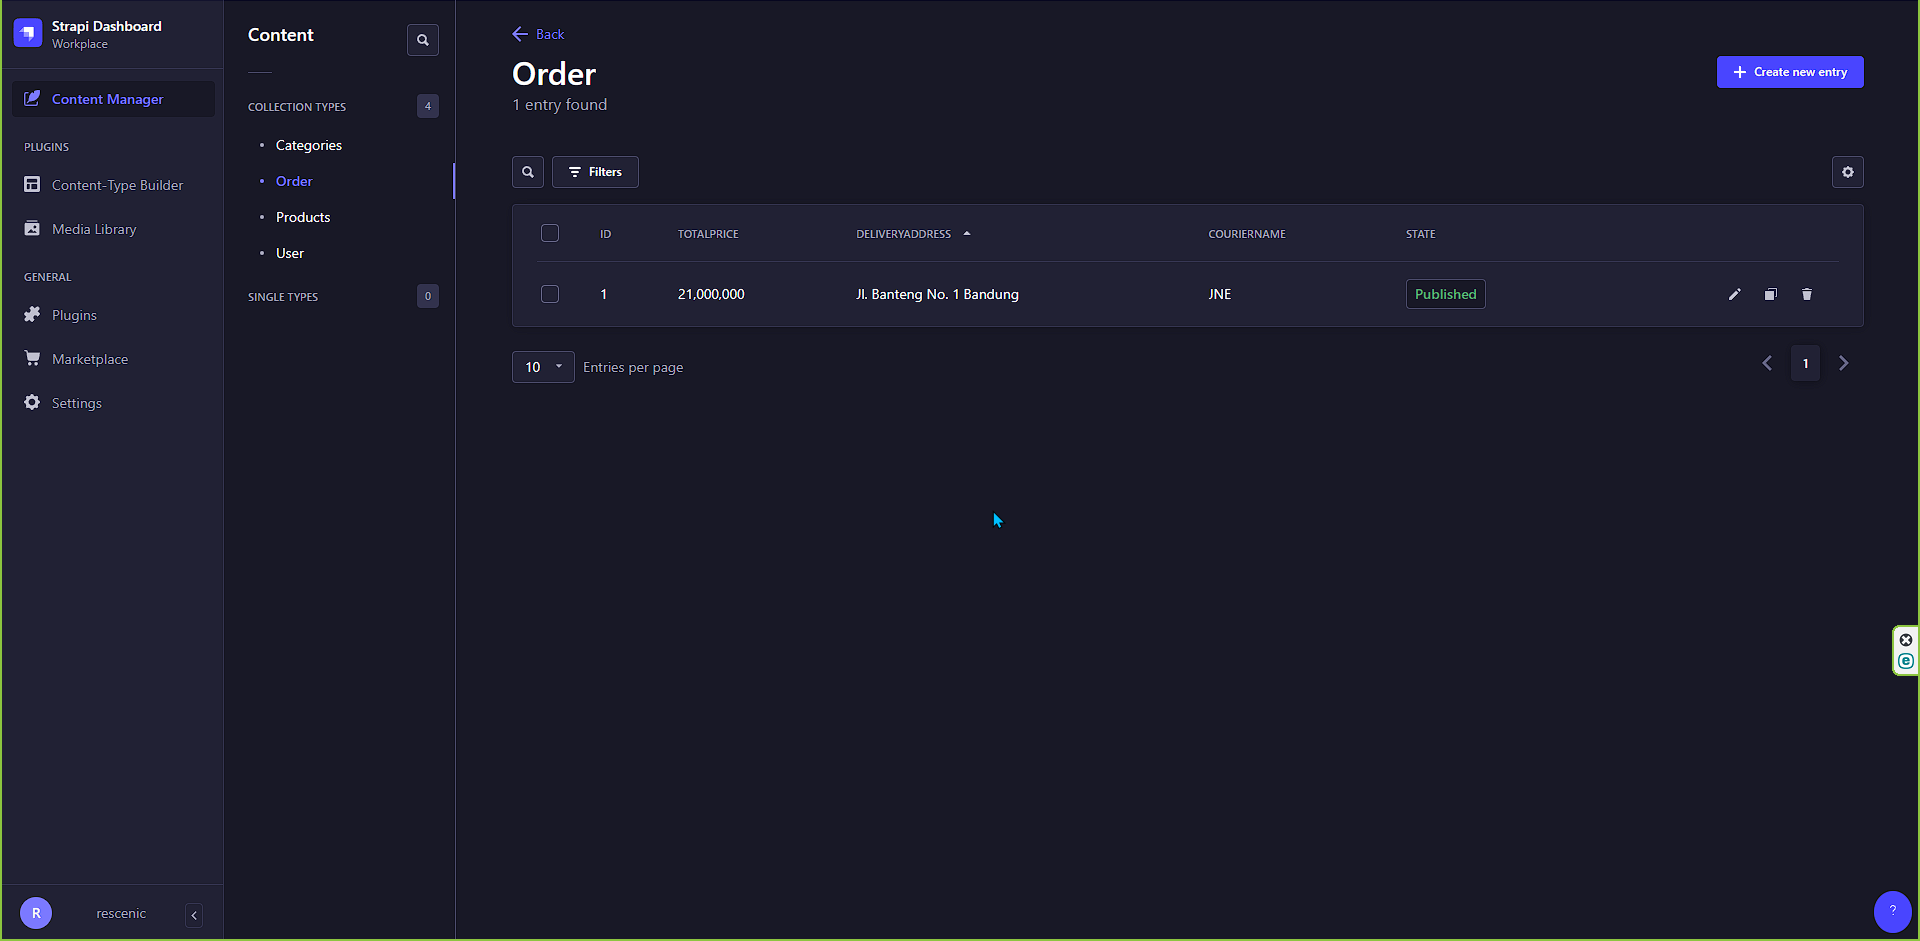 Strapi Dashboard
Workplace
Content Manager
PLUGINS
Content-Type Builder
Media Library
GENERAL
Plugins
Marketplace
Settings
R
rescenic
Content
COLLECTION TYPES
4
Categories
Order
Products
User
SINGLE TYPES
0
Back
Order
1 entry found
Create new entry
Filters
ID TOTALPRICE DELIVERYADDRESS COURIERNAME STATE
1 21,000,000 Jl. Banteng No. 1 Bandung JNE Published
10 Entries per page
1
e
?